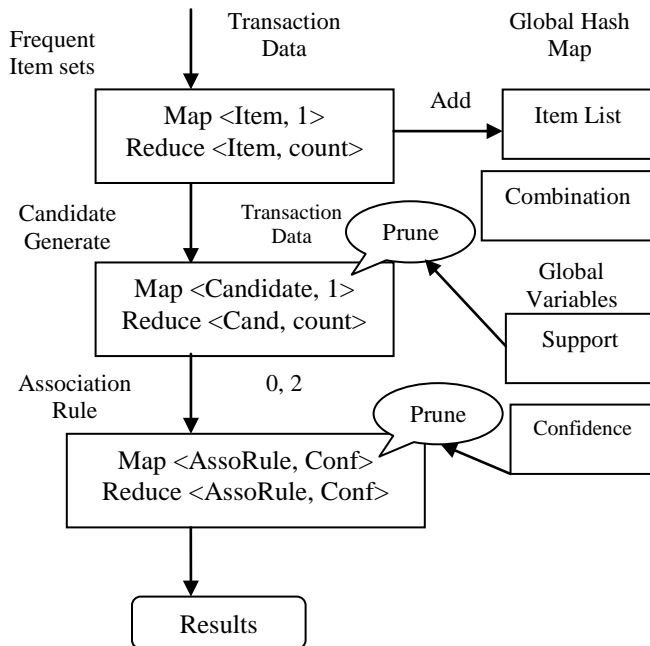 Frequent
Item sets
Transaction
Data
Global Hash
Map
Map <Item, 1>
Reduce <Item, count>
Add
Item List
Combination
Candidate
Generate
Transaction
Data
Prune
Map <Candidate, 1>
Reduce <Cand, count>
Global
Variables
Support
Association
Rule
0, 2
Prune
Confidence
Map <AssoRule, Conf>
Reduce <AssoRule, Conf>
Results